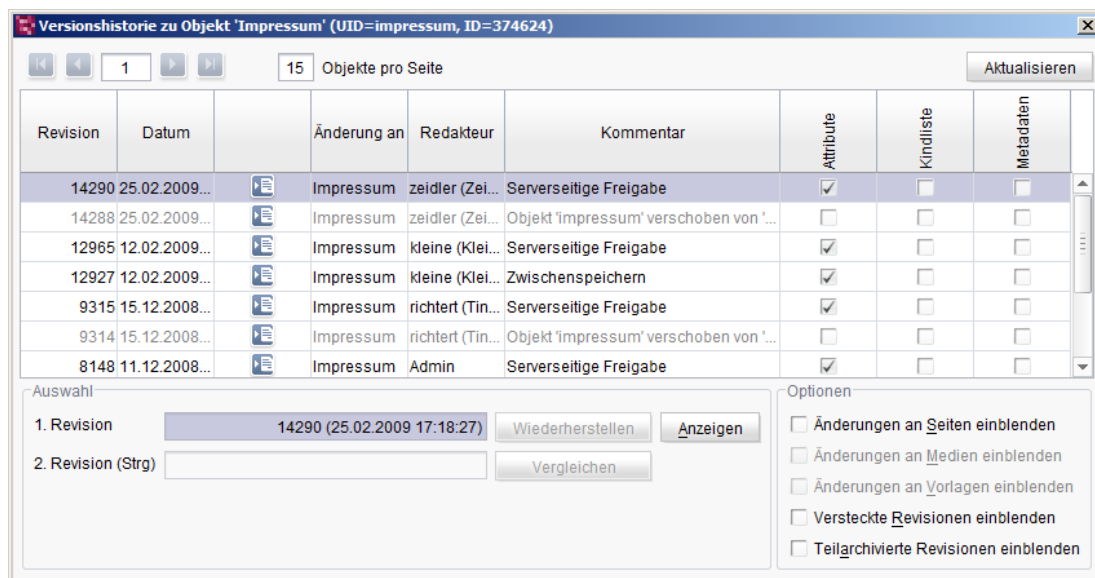 Versionshistorie zu Objekt 'Impressum' (UID=impressum, ID=374624)
1 15 Objekte pro Seite Aktualisieren
Revision Datum Änderung an Redakteur Kommentar Attribute Kindliste Metadaten
14290 25.02.2009... Impressum zeidler (Zei... Serverseitige Freigabe
14288 25.02.2009... Impressum zeidler (Zei... Objekt 'impressum' verschoben von '...
12965 12.02.2009... Impressum kleine (Klei... Serverseitige Freigabe
12927 12.02.2009... Impressum kleine (Klei... Zwischenspeichern
9315 15.12.2008... Impressum richtert (Tin... Serverseitige Freigabe
9314 15.12.2008... Impressum richtert (Tin... Objekt 'impressum' verschoben von '...
8148 11.12.2008... Impressum Admin Serverseitige Freigabe
Auswahl
1. Revision 14290 (25.02.2009 17:18:27) Wiederherstellen Anzeigen
2. Revision (Strg) Vergleichen
Optionen
Änderungen an Seiten einblenden
Änderungen an Medien einblenden
Änderungen an Vorlagen einblenden
Versteckte Revisionen einblenden
Teilarchivierte Revisionen einblenden